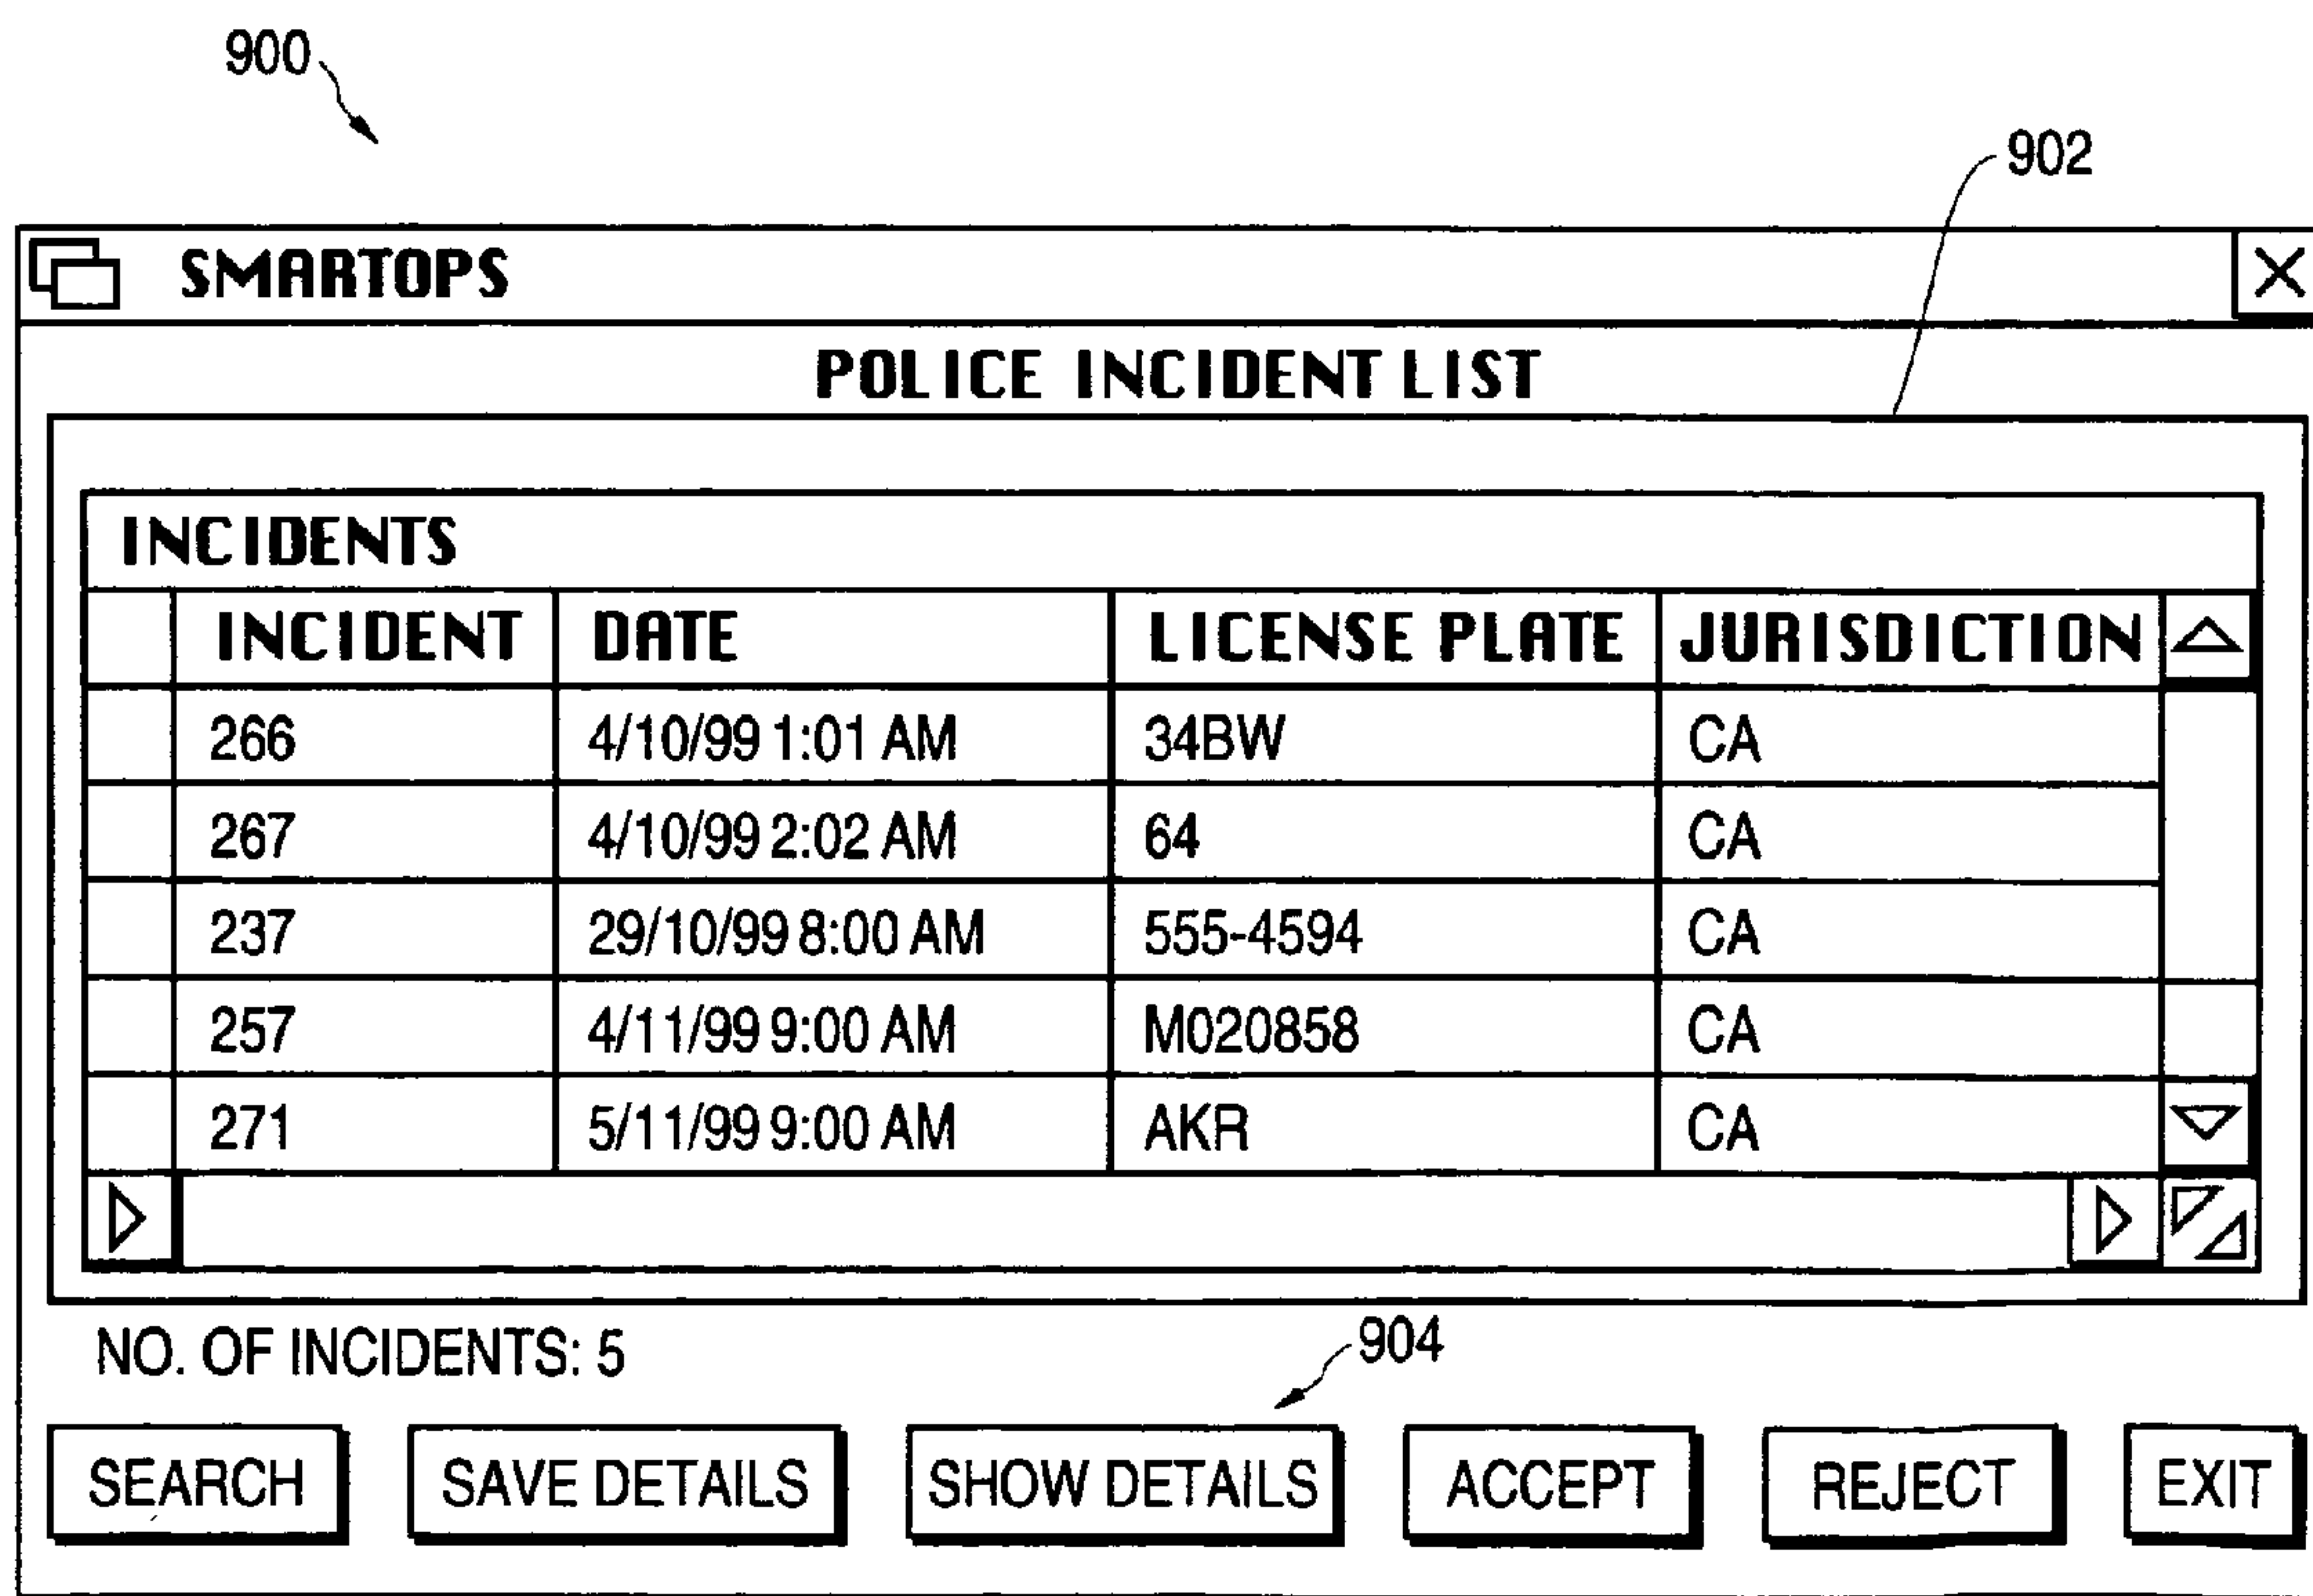 900
902
SMARTOPS
POLICE INCIDENT LIST
INCIDENTS
INCIDENT DATE LICENSE PLATE JURISDICTION
266 4/10/99 1:01 AM 34BW CA
267 4/10/99 2:02 AM 64 CA
237 29/10/99 8:00 AM 555-4594 CA
257 4/11/99 9:00 AM M020858 CA
271 5/11/99 9:00 AM AKR CA
NO. OF INCIDENTS: 5
904
SEARCH SAVE DETAILS SHOW DETAILS ACCEPT REJECT EXIT